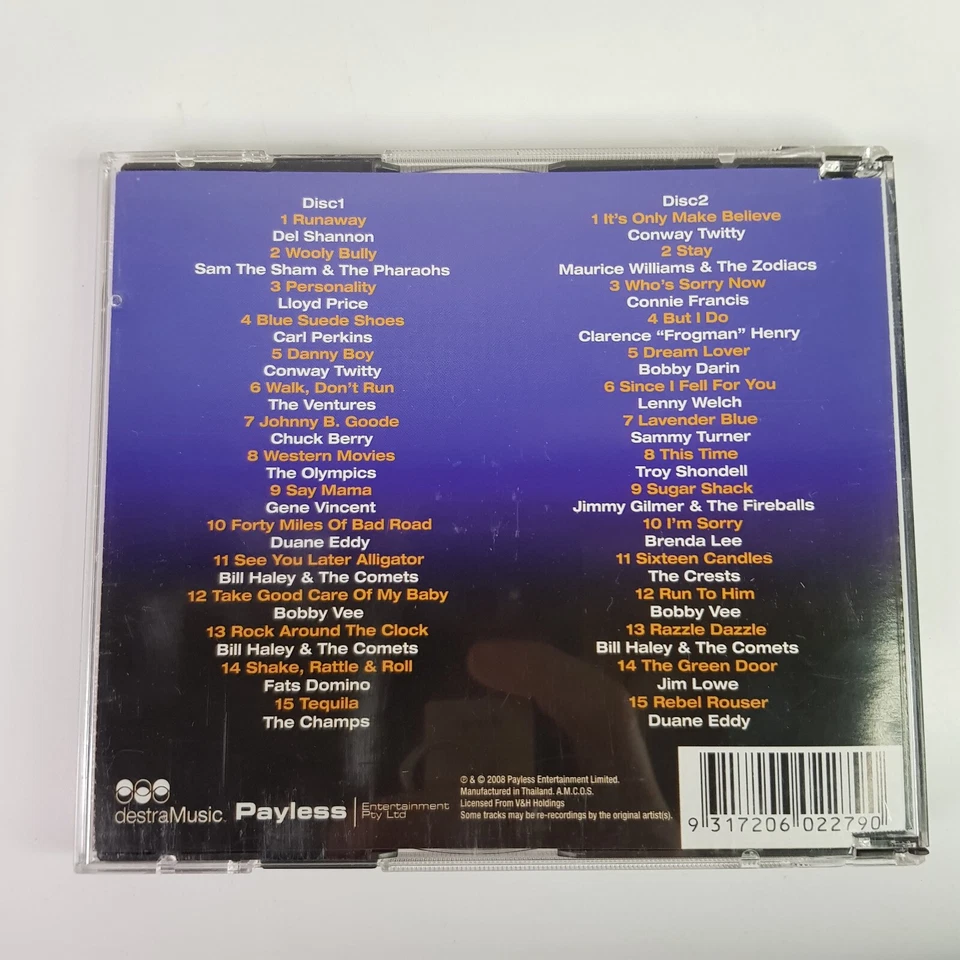 Disc1
1 Runaway
Del Shannon
2 Wooly Bully
Sam The Sham & The Pharaohs
3 Personality
Lloyd Price
4 Blue Suede Shoes
Carl Perkins
5 Danny Boy
Conway Twitty
6 Walk, Don't Run
The Ventures
7 Johnny B. Goode
Chuck Berry
8 Western Movies
The Olympics
9 Say Mama
Gene Vincent
10 Forty Miles Of Bad Road
Duane Eddy
11 See You Later Alligator
Bill Haley & The Comets
12 Take Good Care Of My Baby
Bobby Vee
13 Rock Around The Clock
Bill Haley & The Comets
14 Shake, Rattle & Roll
Fats Domino
15 Tequila
The Champs
Disc2
1 It's Only Make Believe
Conway Twitty
2 Stay
Maurice Williams & The Zodiacs
3 Who's Sorry Now
Connie Francis
4 But I Do
Clarence "Frogman" Henry
5 Dream Lover
Bobby Darin
6 Since I Fell For You
Lenny Welch
7 Lavender Blue
Sammy Turner
8 This Time
Troy Shondell
9 Sugar Shack
Jimmy Gilmer & The Fireballs
10 I'm Sorry
Brenda Lee
11 Sixteen Candles
The Crests
12 Run To Him
Bobby Vee
13 Razzle Dazzle
Bill Haley & The Comets
14 The Green Door
Jim Lowe
15 Rebel Rouser
Duane Eddy
destraMusic.
Payless
Entertainment
Pty Ltd
℗ & © 2008 Payless Entertainment Limited.
Manufactured in Thailand. A.M.C.O.S.
Licensed From V&H Holdings
Some tracks may be re-recordings by the original artist(s).
9 317206 022790